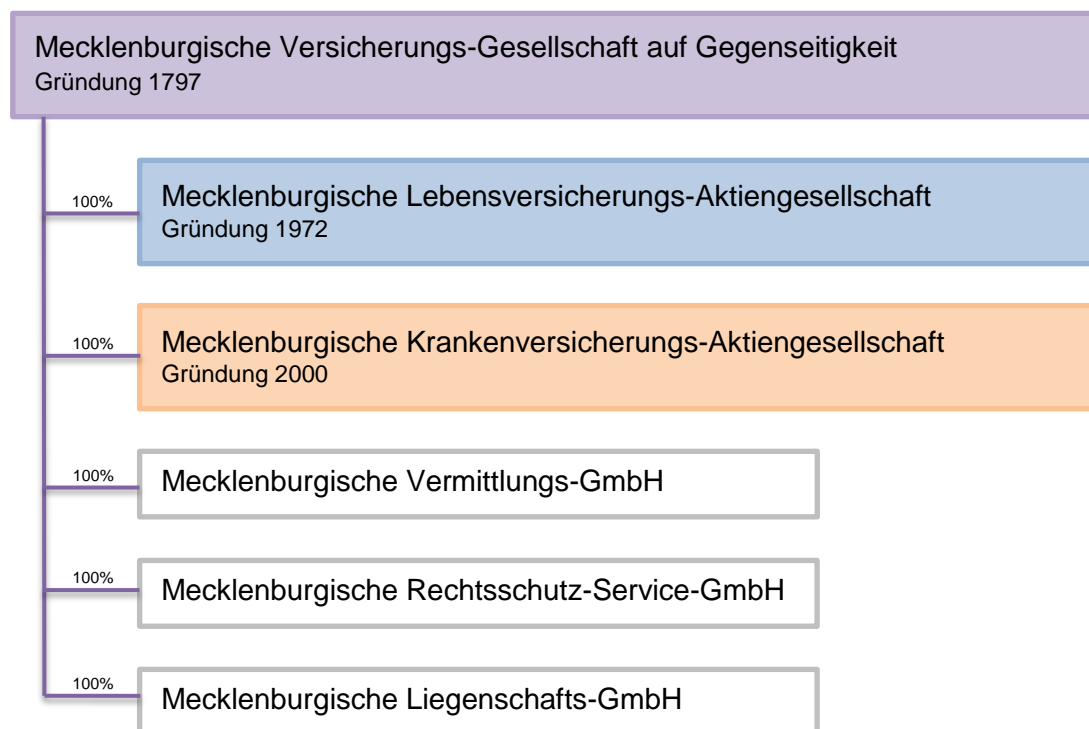 Mecklenburgische Versicherungs-Gesellschaft auf Gegenseitigkeit
Gründung 1797
100%
Mecklenburgische Lebensversicherungs-Aktiengesellschaft
Gründung 1972
100%
Mecklenburgische Krankenversicherungs-Aktiengesellschaft
Gründung 2000
100%
Mecklenburgische Vermittlungs-GmbH
100%
Mecklenburgische Rechtsschutz-Service-GmbH
100%
Mecklenburgische Liegenschafts-GmbH